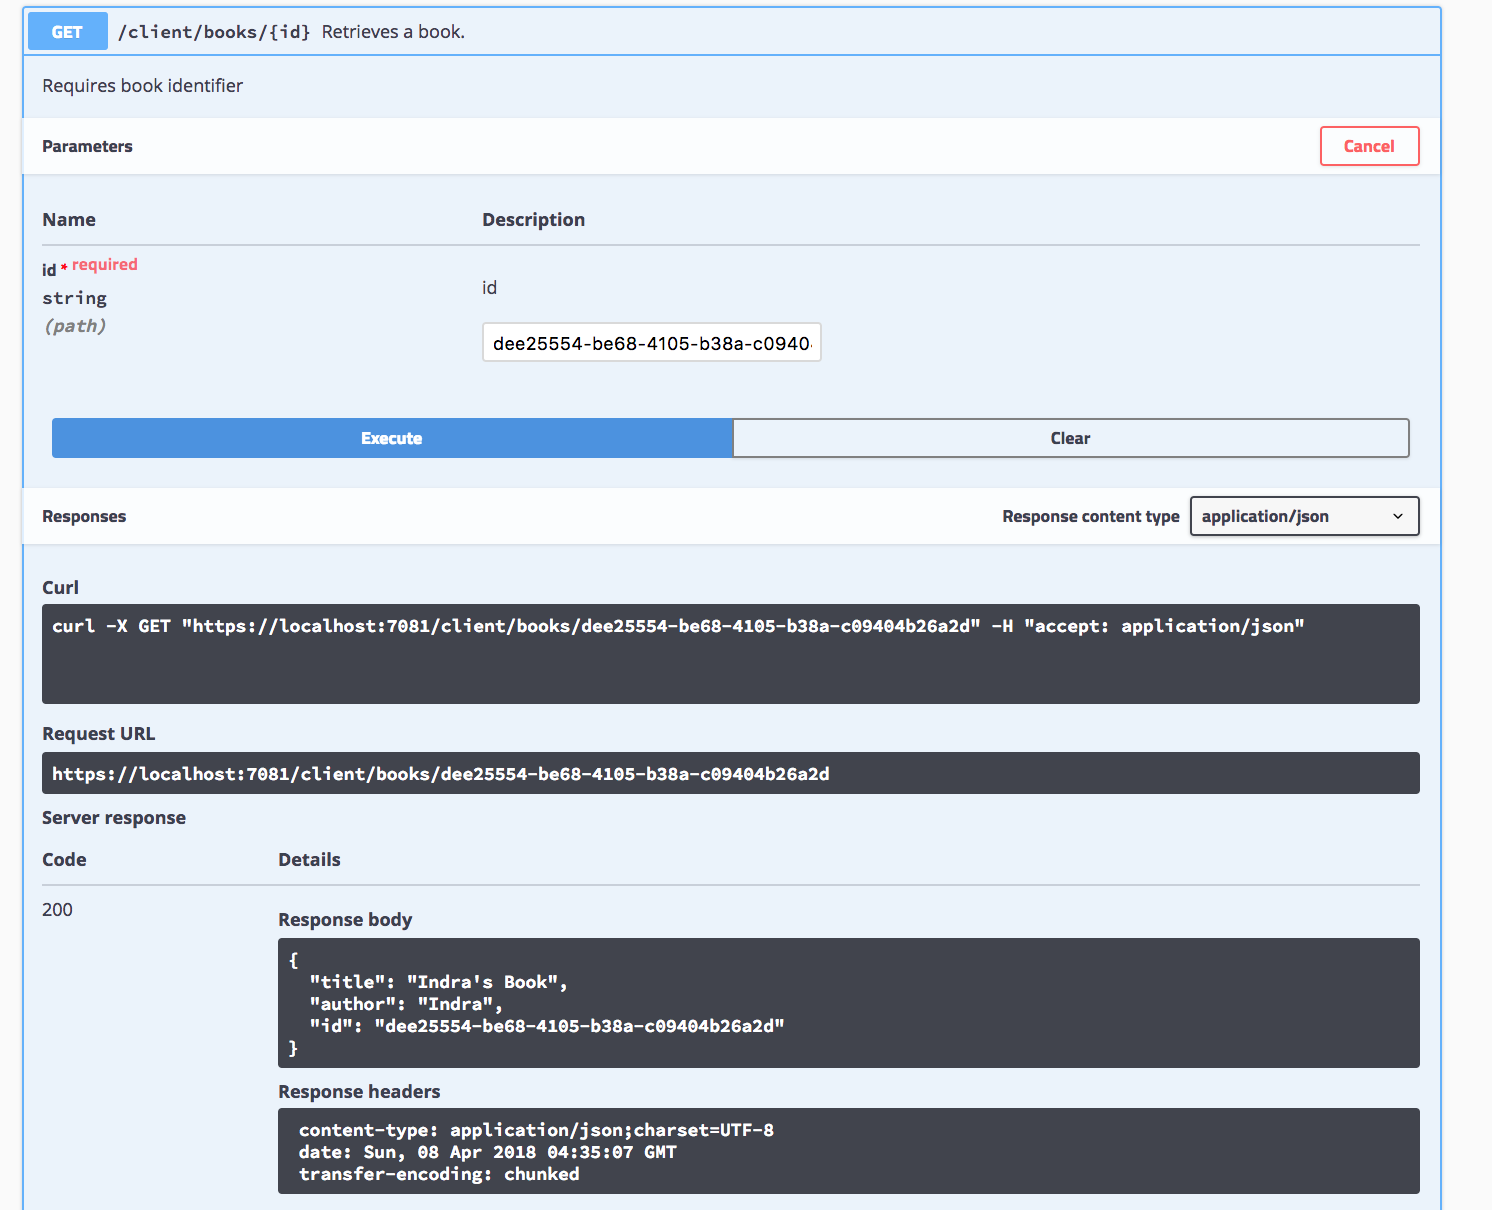 GET /client/books/{id} Retrieves a book.
Requires book identifier
Parameters Cancel
Name Description
id * required
string
(path)
id
dee25554-be68-4105-b38a-c0940
Execute Clear
Responses Response content type application/json
Curl
curl -X GET "https://localhost:7081/client/books/dee25554-be68-4105-b38a-c09404b26a2d" -H "accept: application/json"
Request URL
https://localhost:7081/client/books/dee25554-be68-4105-b38a-c09404b26a2d
Server response
Code Details
200
Response body
{
"title": "Indra's Book",
"author": "Indra",
"id": "dee25554-be68-4105-b38a-c09404b26a2d"
}
Response headers
content-type: application/json;charset=UTF-8
date: Sun, 08 Apr 2018 04:35:07 GMT
transfer-encoding: chunked